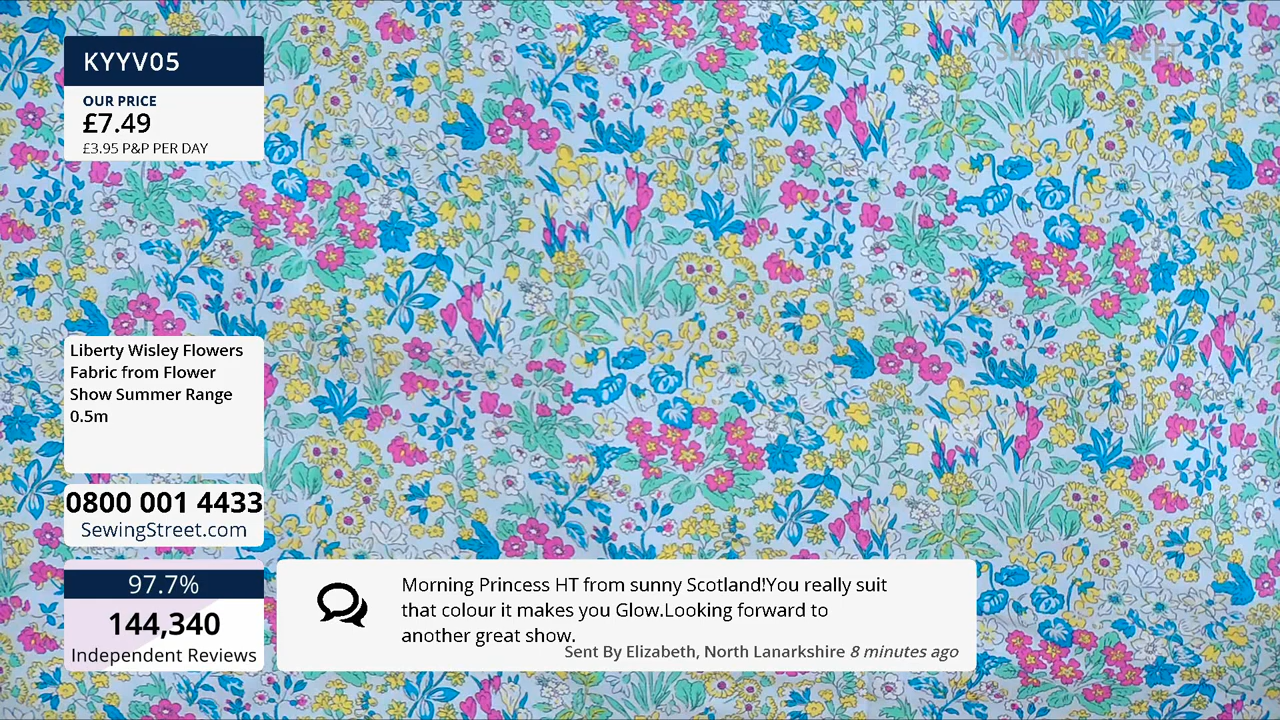 SEWING STREET
KYYV05
OUR PRICE
£7.49
£3.95 P&P PER DAY
Liberty Wisley Flowers
Fabric from Flower
Show Summer Range
0.5m
0800 001 4433
SewingStreet.com
97.7%
144,340
Independent Reviews
Morning Princess HT from sunny Scotland!You really suit
that colour it makes you Glow.Looking forward to
another great show.
Sent By Elizabeth, North Lanarkshire 8 minutes ago